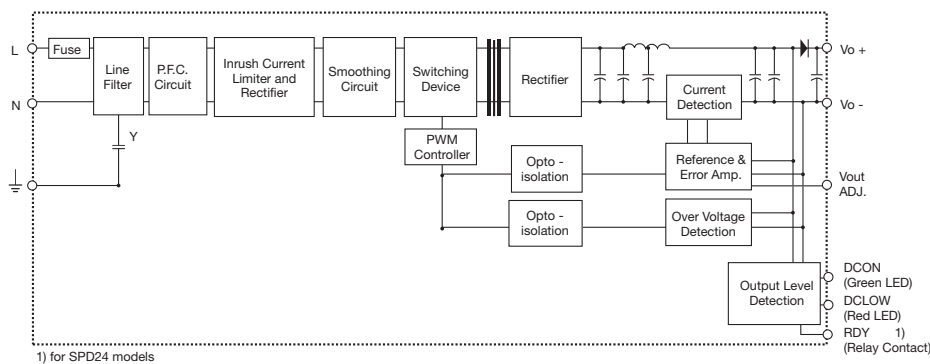 L
Fuse
Line
Filter
P.F.C.
Circuit
Inrush Current
Limiter and
Rectifier
Smoothing
Circuit
Switching
Device
Rectifier
Current
Detection
Vo +
N
Vo -
Y
PWM
Controller
Opto -
isolation
Reference &
Error Amp.
Vout
ADJ.
Opto -
isolation
Over Voltage
Detection
Output Level
Detection
DCON
(Green LED)
DCLOW
(Red LED)
RDY 1)
(Relay Contact)
1) for SPD24 models